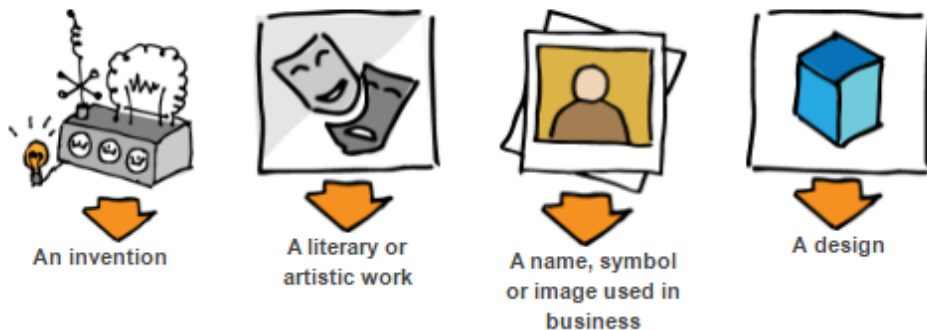 An invention
A literary or
artistic work
A name, symbol
or image used in
business
A design